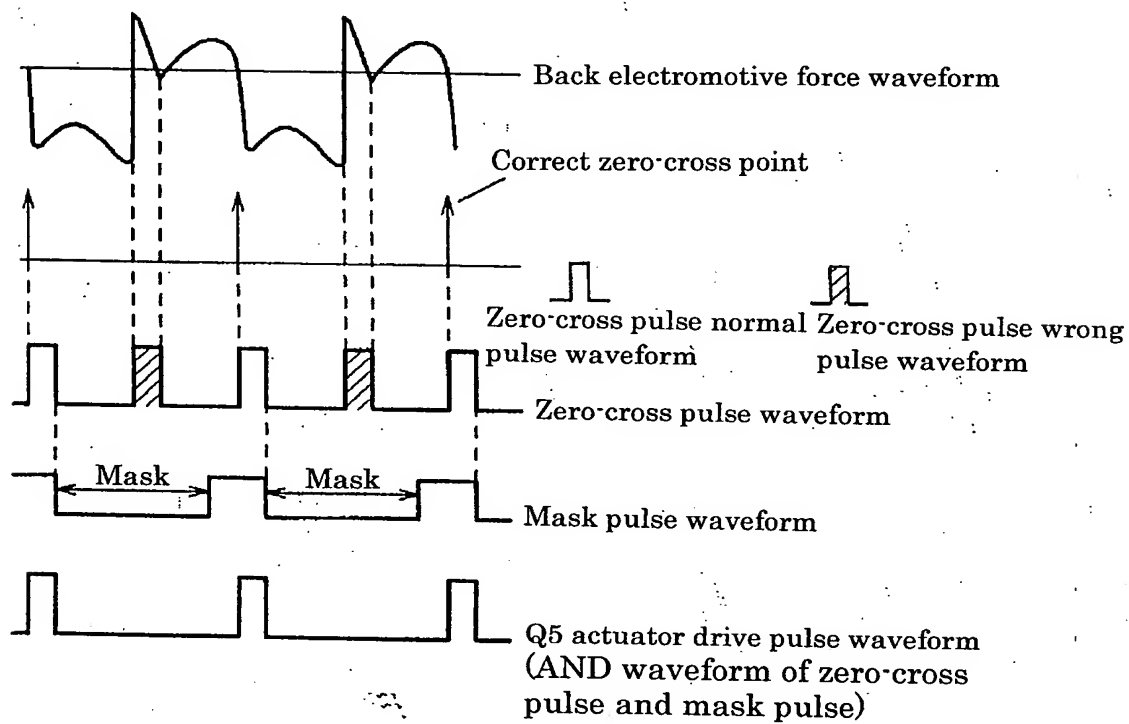 Back electromotive force waveform
Correct zero-cross point
Zero-cross pulse normal
pulse waveform
Zero-cross pulse wrong
pulse waveform
Zero-cross pulse waveform
Mask
Mask
Mask pulse waveform
Q5 actuator drive pulse waveform
(AND waveform of zero-cross
pulse and mask pulse)